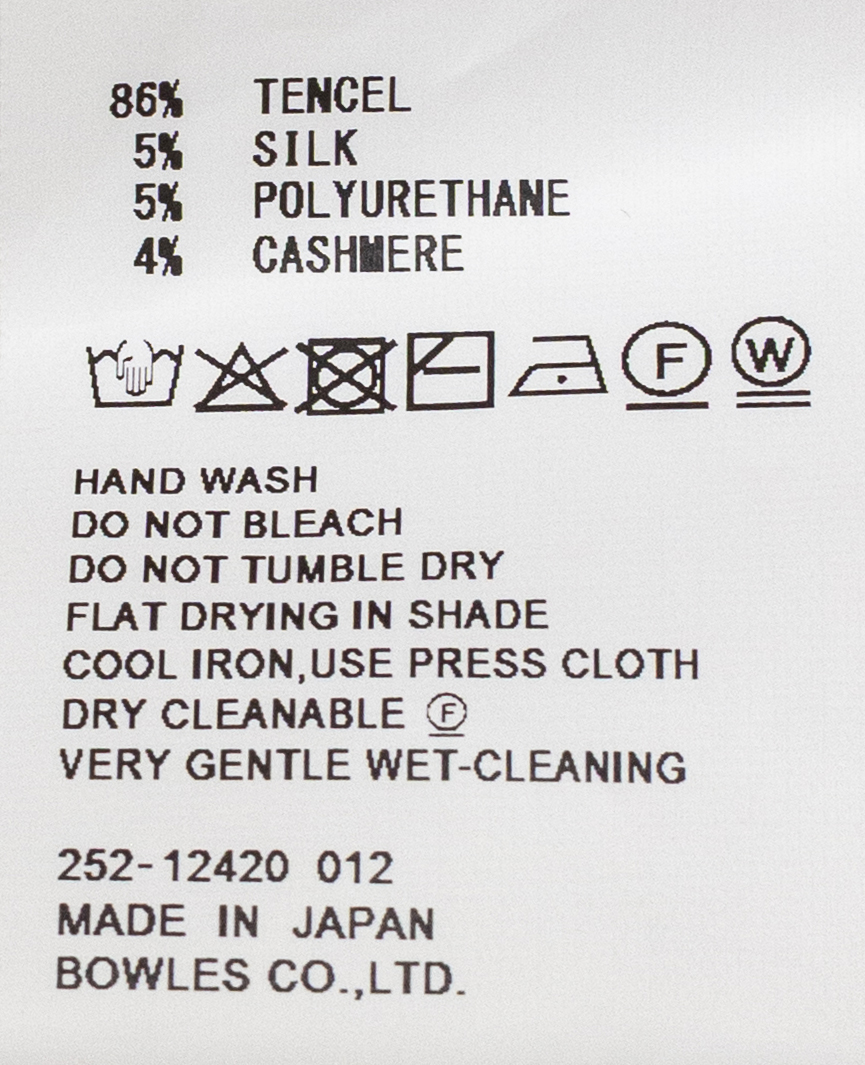 86% TENCEL
5% SILK
5% POLYURETHANE
4% CASHMERE
F W
HAND WASH
DO NOT BLEACH
DO NOT TUMBLE DRY
FLAT DRYING IN SHADE
COOL IRON,USE PRESS CLOTH
DRY CLEANABLE F
VERY GENTLE WET-CLEANING
252-12420 012
MADE IN JAPAN
BOWLES CO.,LTD.